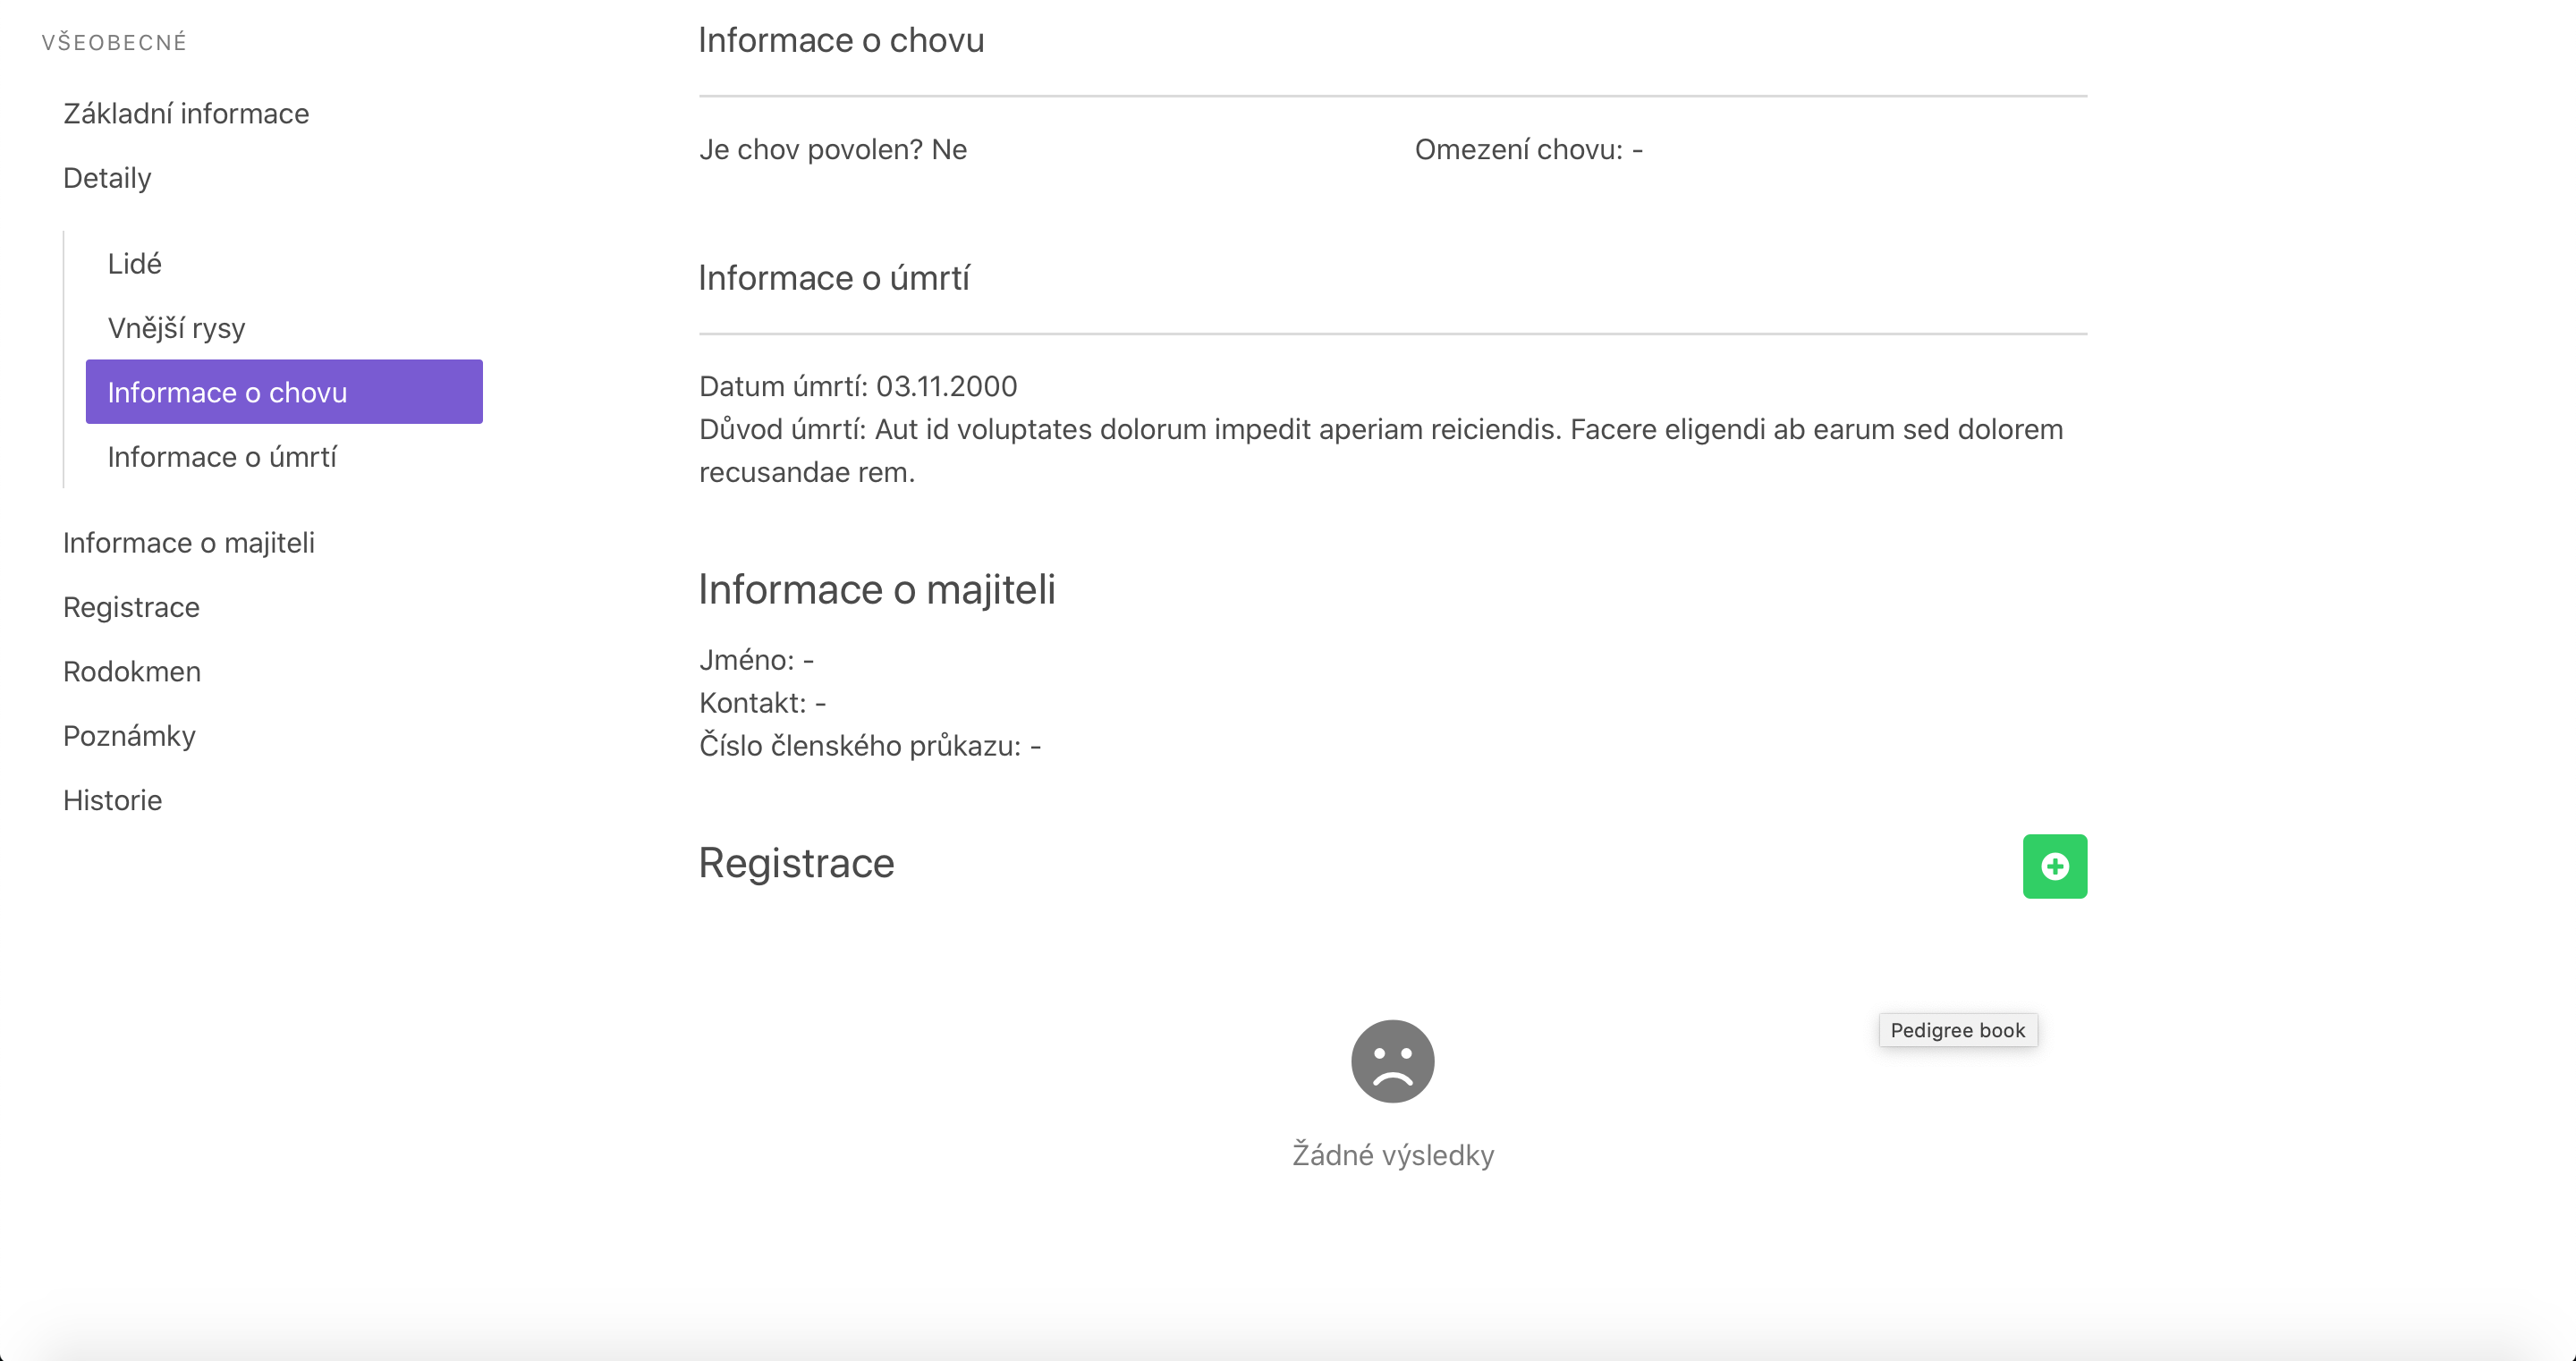 VŠEOBECNÉ
Základní informace
Detaily
Lidé
Vnější rysy
Informace o chovu
Informace o úmrtí
Informace o majiteli
Registrace
Rodokmen
Poznámky
Historie
Informace o chovu
Je chov povolen? Ne
Omezení chovu: -
Informace o úmrtí
Datum úmrtí: 03.11.2000
Důvod úmrtí: Aut id voluptates dolorum impedit aperiam reiciendis. Facere eligendi ab earum sed dolorem
recusandae rem.
Informace o majiteli
Jméno: -
Kontakt: -
Číslo členského průkazu: -
Registrace
Pedigree book
Žádné výsledky